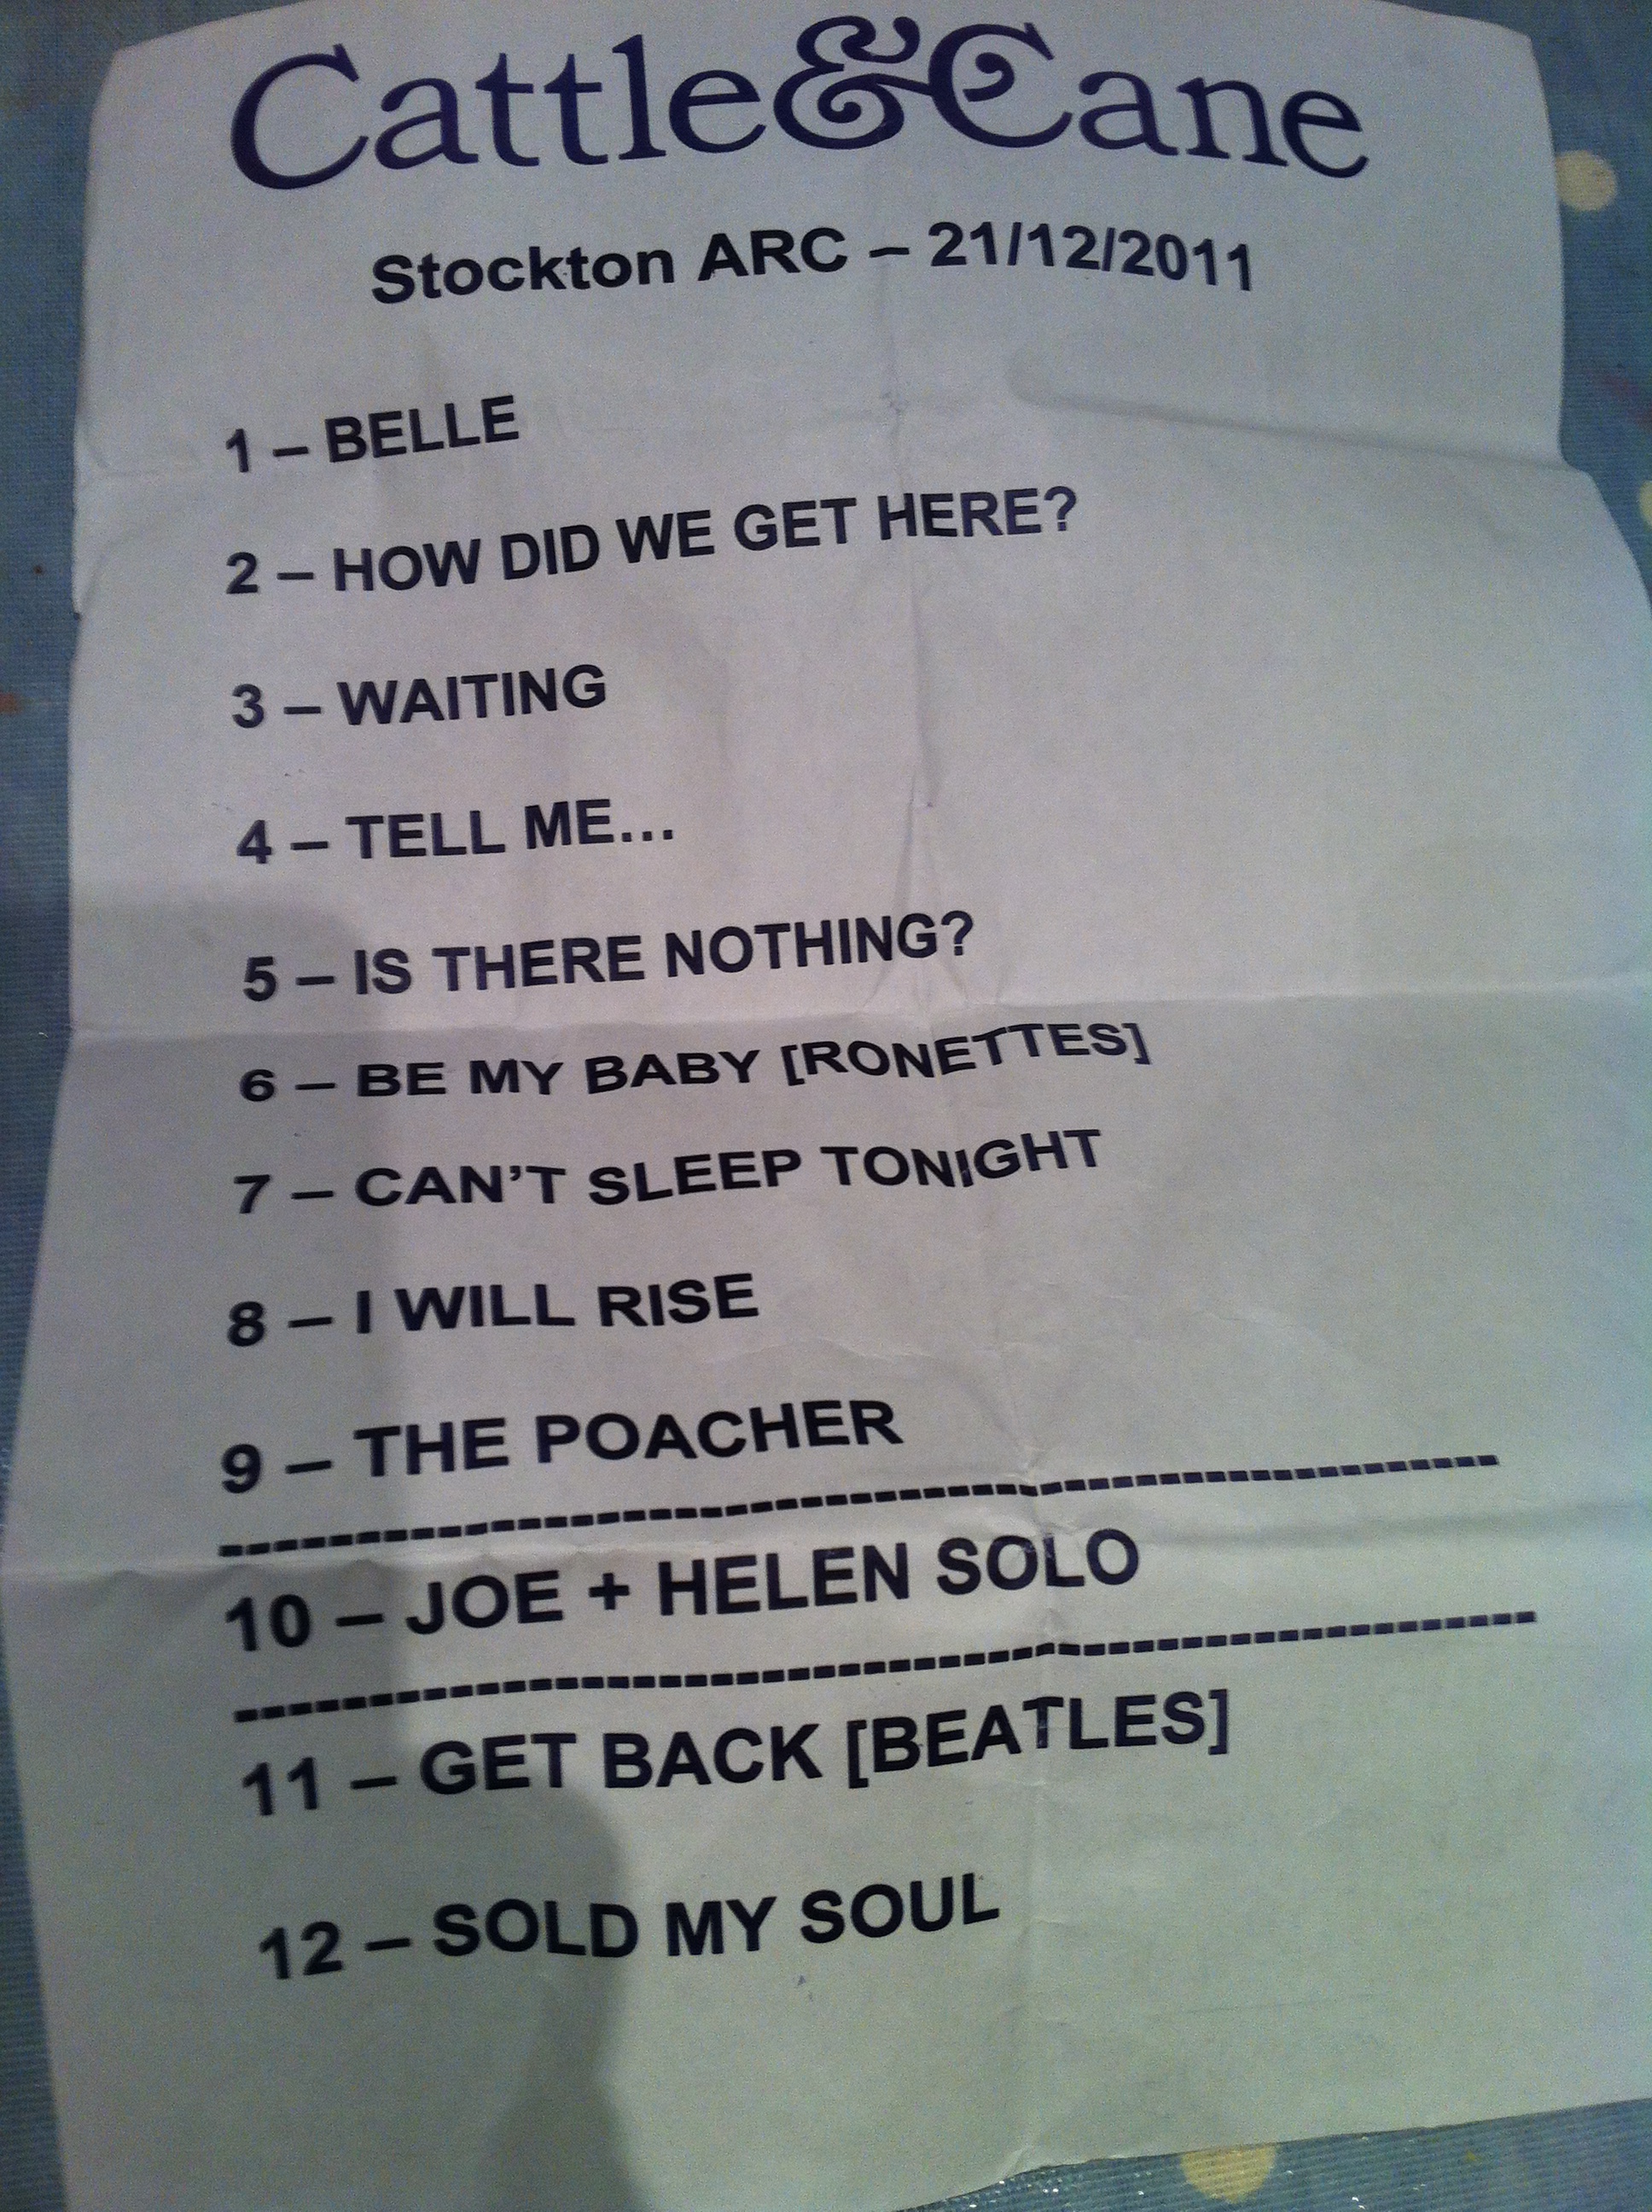 Cattle&Cane
Stockton ARC – 21/12/2011
1 – BELLE
2 – HOW DID WE GET HERE?
3 – WAITING
4 – TELL ME...
5 – IS THERE NOTHING?
6 – BE MY BABY [RONETTES]
7 – CAN'T SLEEP TONIGHT
8 – I WILL RISE
9 – THE POACHER
------------------------------------------------
10 – JOE + HELEN SOLO
------------------------------------------------
11 – GET BACK [BEATLES]
12 – SOLD MY SOUL